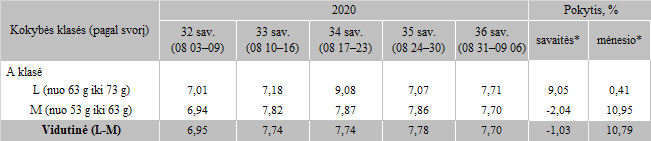 Kokybės klasės (pagal svorį) 2020 Pokytis, %
32 sav. 33 sav. 34 sav. 35 sav. 36 sav. savaitės* mėnesio*
(08 03–09) (08 10–16) (08 17–23) (08 24–30) (08 31–09 06)
A klasė
L (nuo 63 g iki 73 g) 7,01 7,18 9,08 7,07 7,71 9,05 0,41
M (nuo 53 g iki 63 g) 6,94 7,82 7,87 7,86 7,70 -2,04 10,95
Vidutinė (L-M) 6,95 7,74 7,74 7,78 7,70 -1,03 10,79